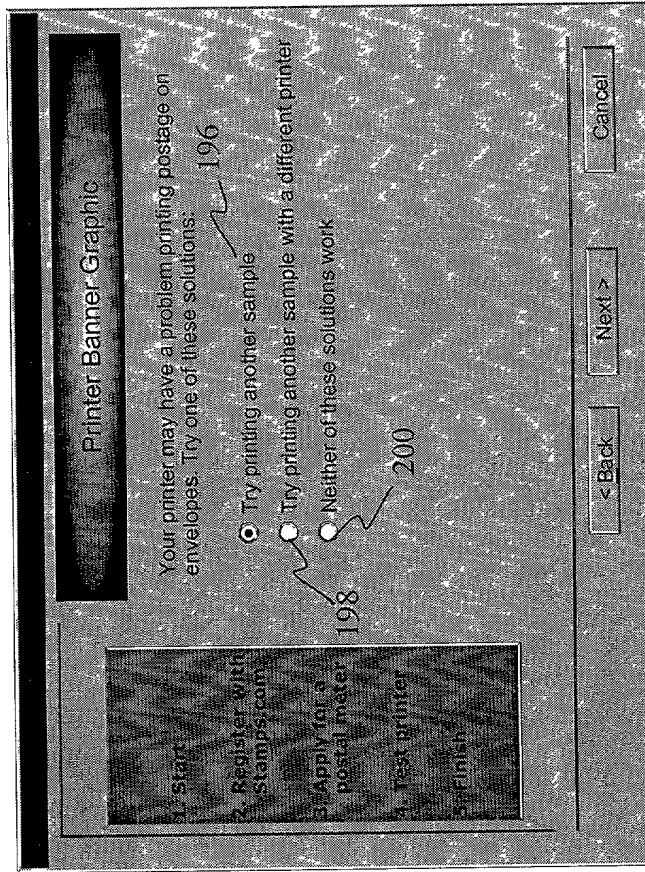 Printer Banner Graphic
1. Start
2. Register with
Stamps.com
3. Apply for a
postal meter
4. Test printer
5. Finish
Your printer may have a problem printing postage on
envelopes. Try one of these solutions:
196
Try printing another sample
Try printing another sample with a different printer
Neither of these solutions work
198
200
< Back
Next >
Cancel